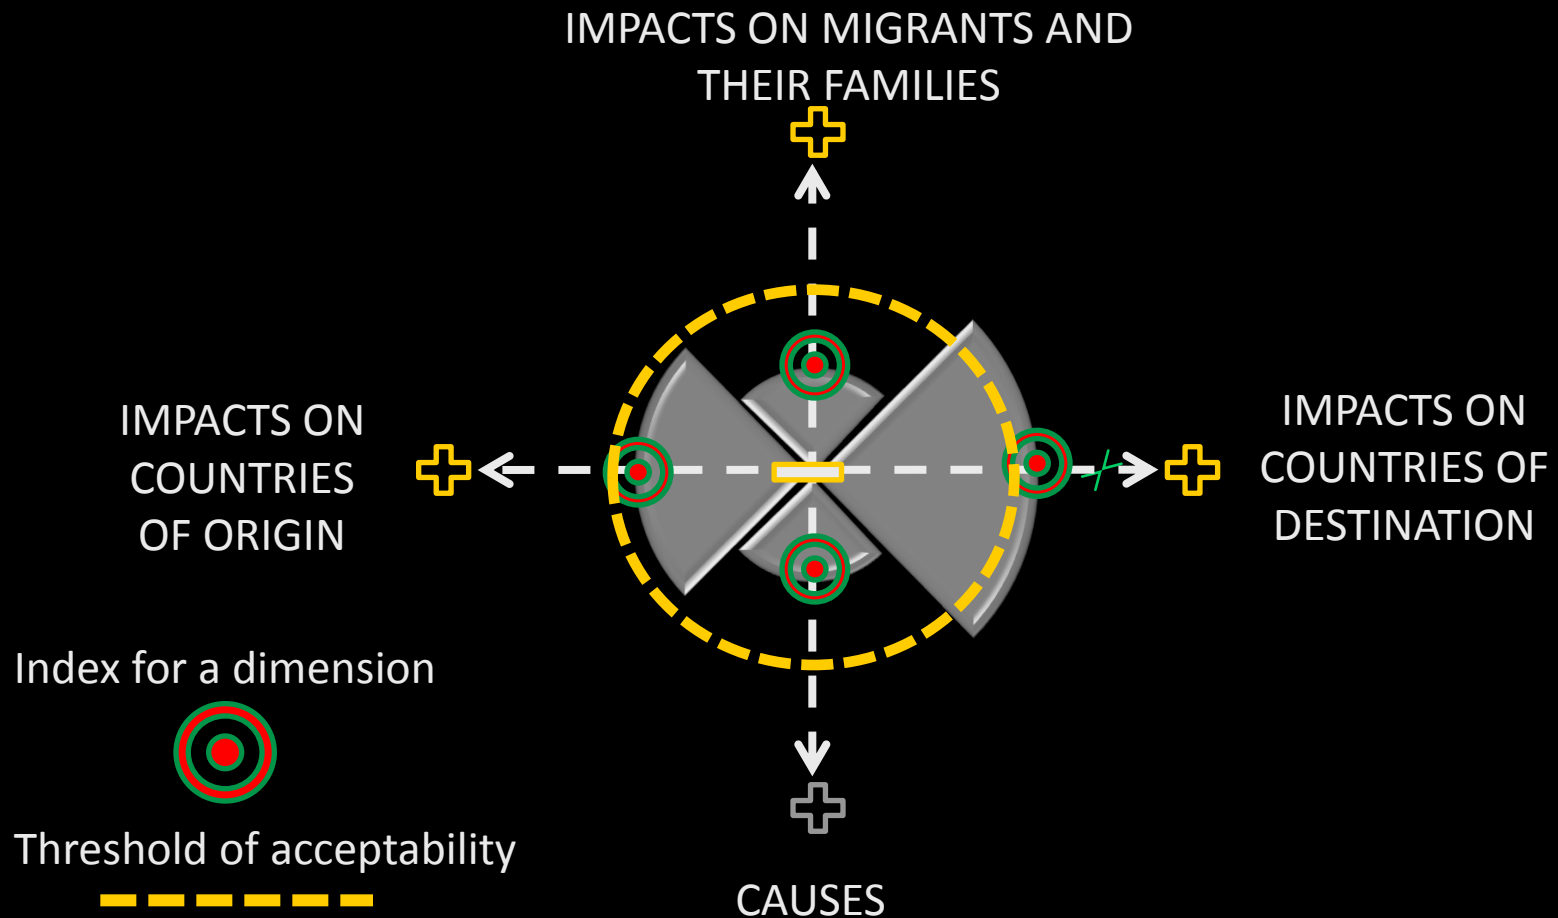 IMPACTS ON MIGRANTS AND
THEIR FAMILIES
IMPACTS ON
COUNTRIES
OF ORIGIN
IMPACTS ON
COUNTRIES OF
DESTINATION
Index for a dimension
Threshold of acceptability
CAUSES